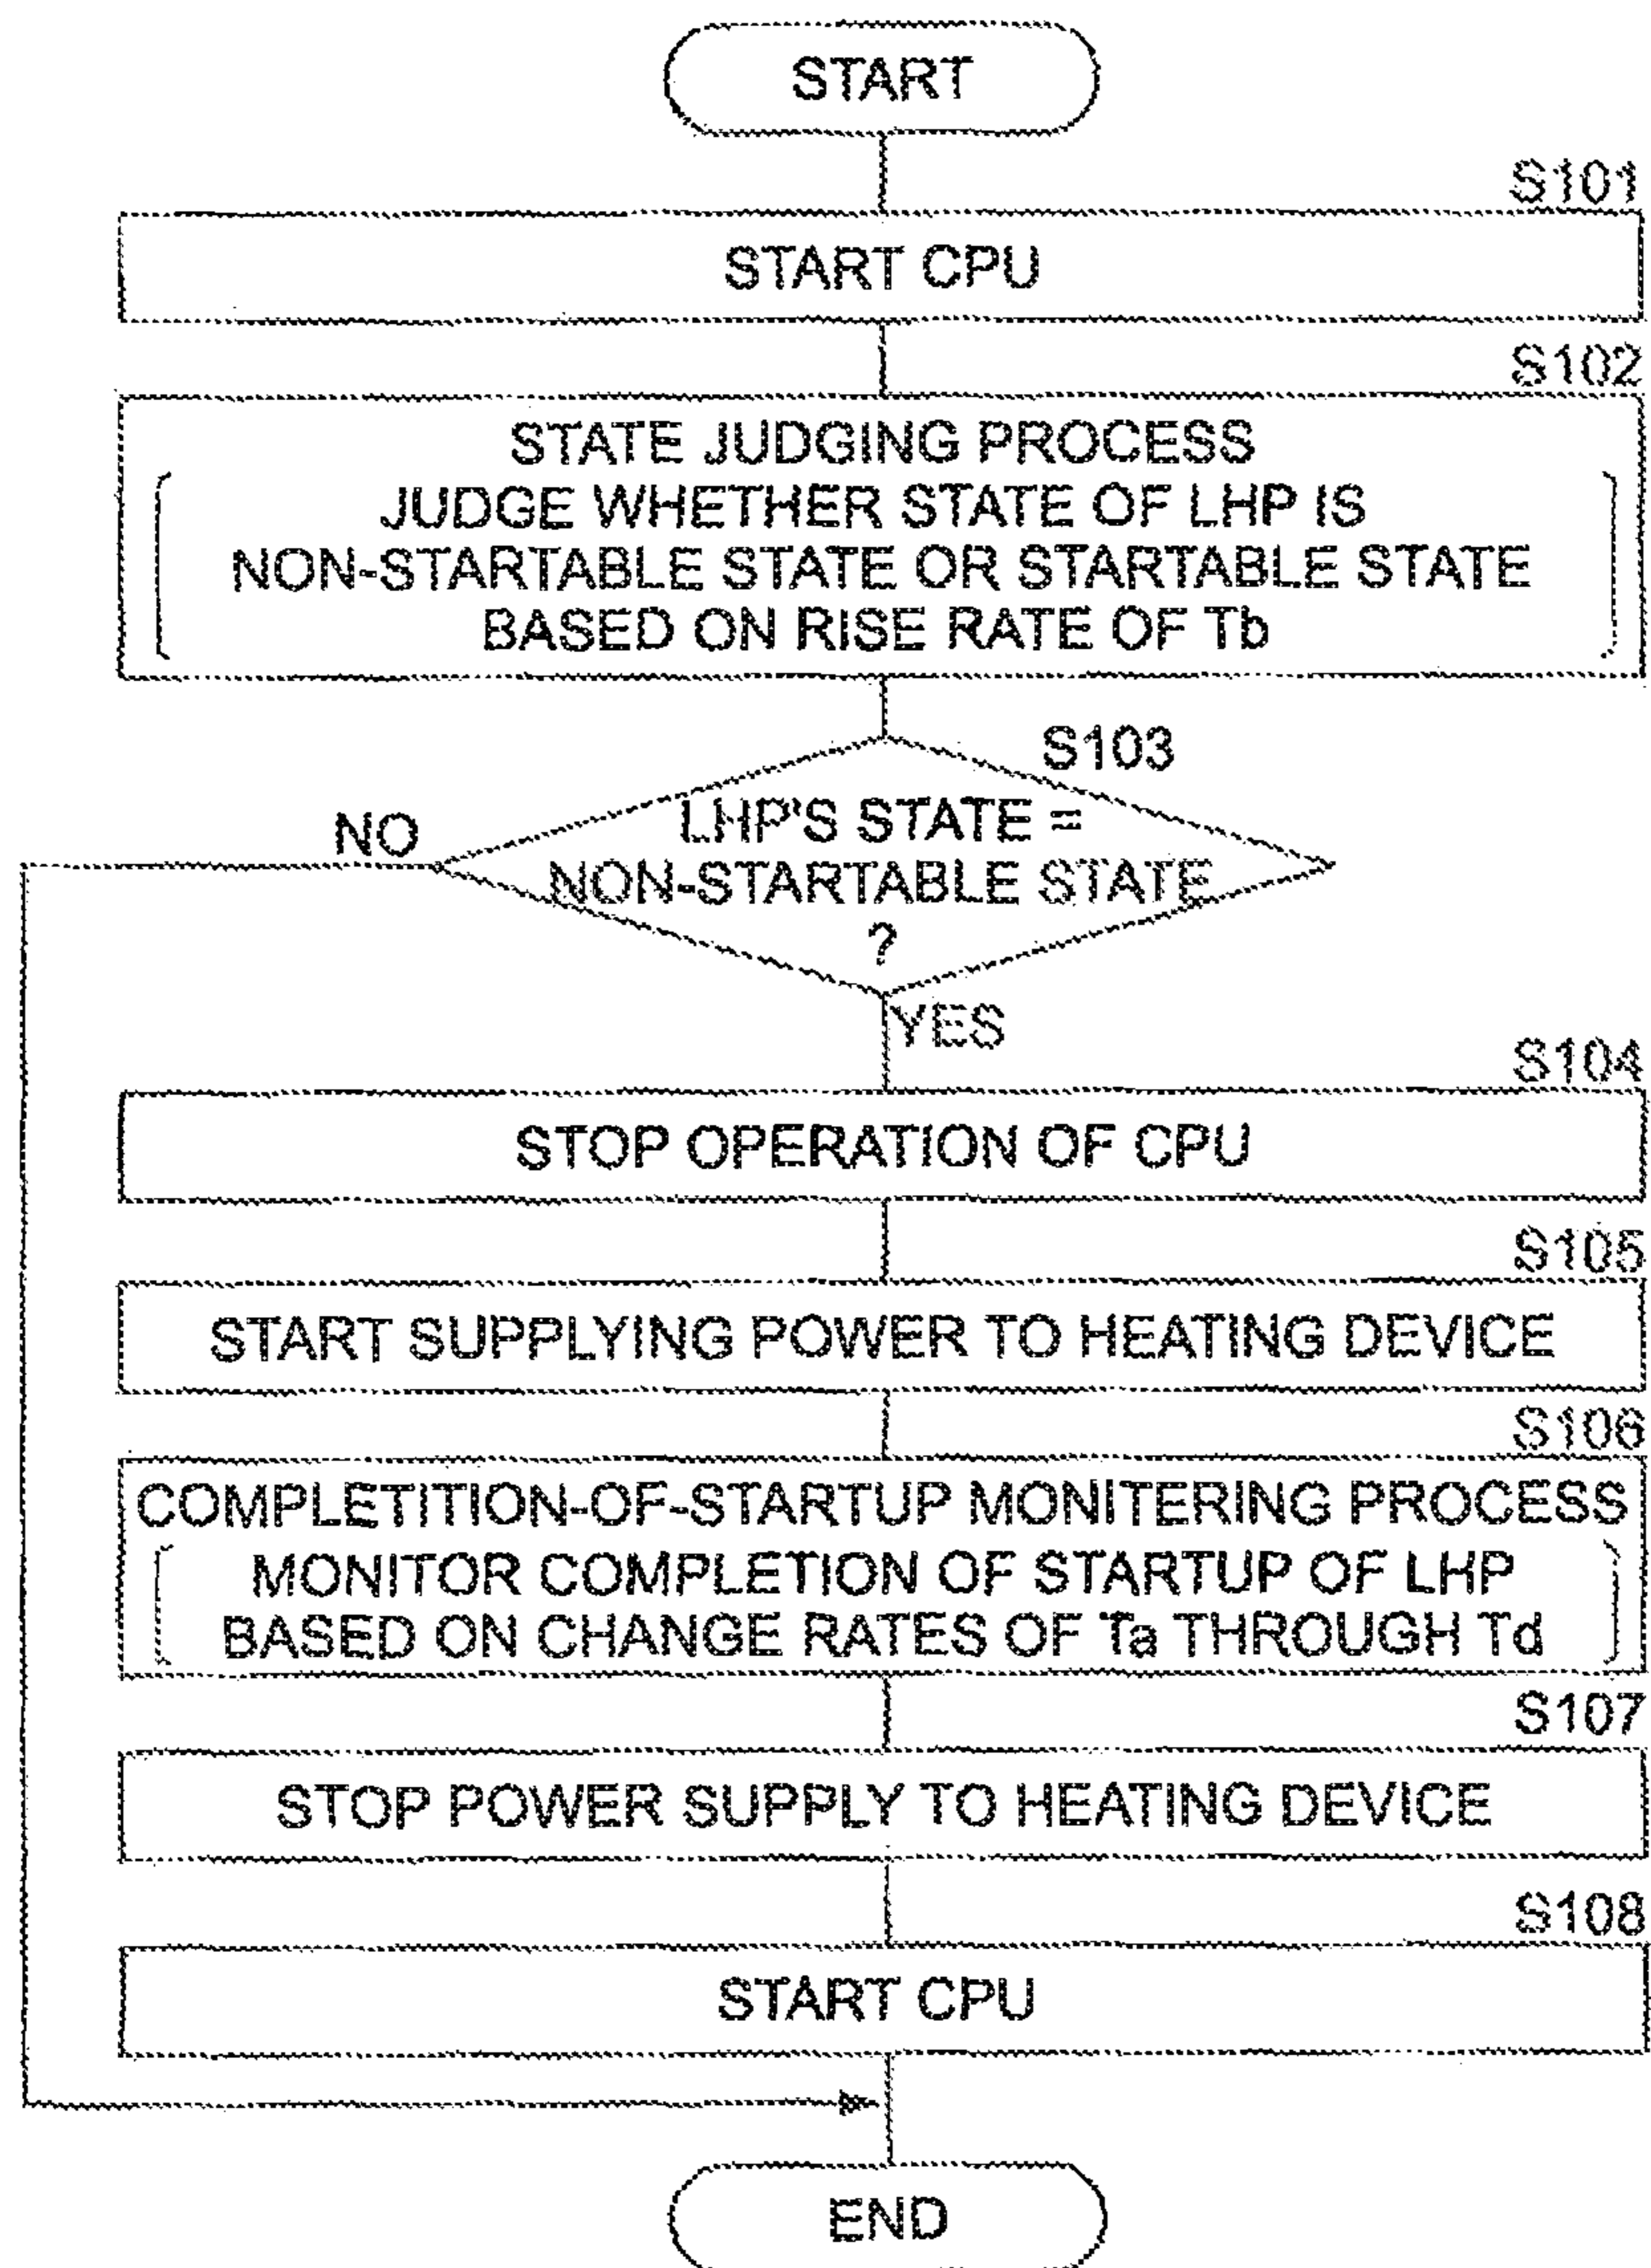 START
S101
START CPU
S102
STATE JUDGING PROCESS
JUDGE WHETHER STATE OF LHP IS
NON-STARTABLE STATE OR STARTABLE STATE
BASED ON RISE RATE OF Tb
S103
NO
LHP'S STATE =
NON-STARTABLE STATE
?
YES
S104
STOP OPERATION OF CPU
S105
START SUPPLYING POWER TO HEATING DEVICE
S106
COMPLETITION-OF-STARTUP MONITERING PROCESS
MONITOR COMPLETION OF STARTUP OF LHP
BASED ON CHANGE RATES OF Ta THROUGH Td
S107
STOP POWER SUPPLY TO HEATING DEVICE
S108
START CPU
END